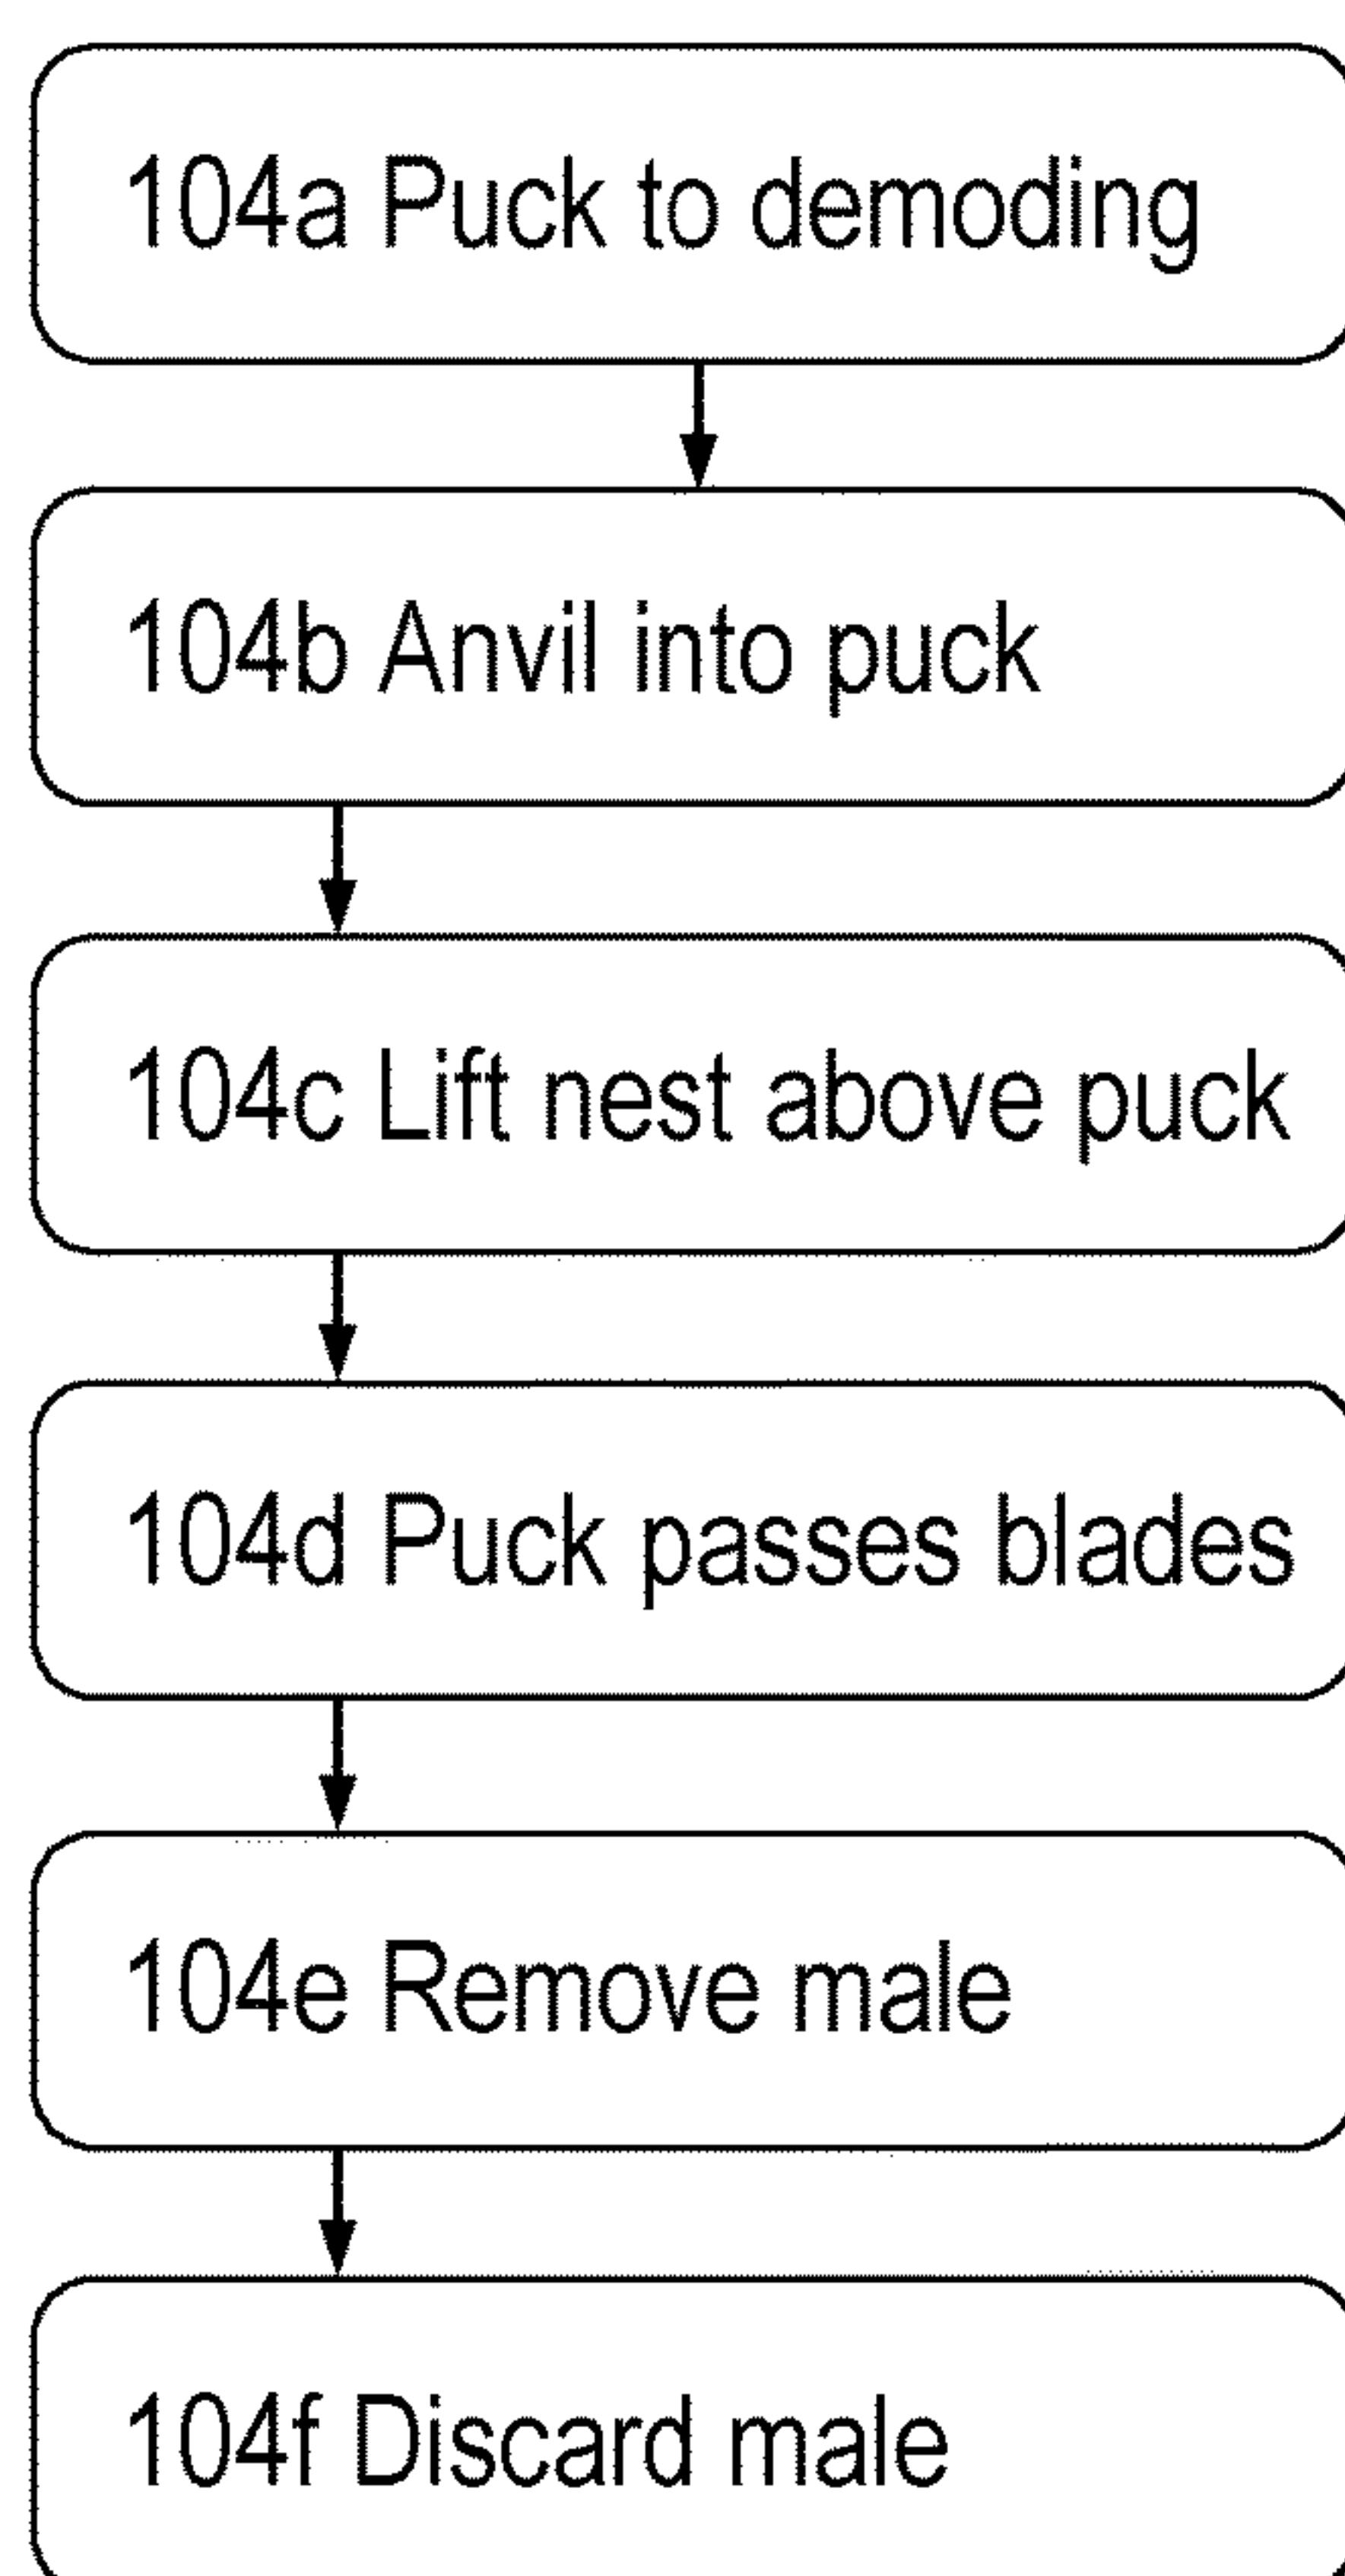 104a Puck to demoding
104b Anvil into puck
104c Lift nest above puck
104d Puck passes blades
104e Remove male
104f Discard male